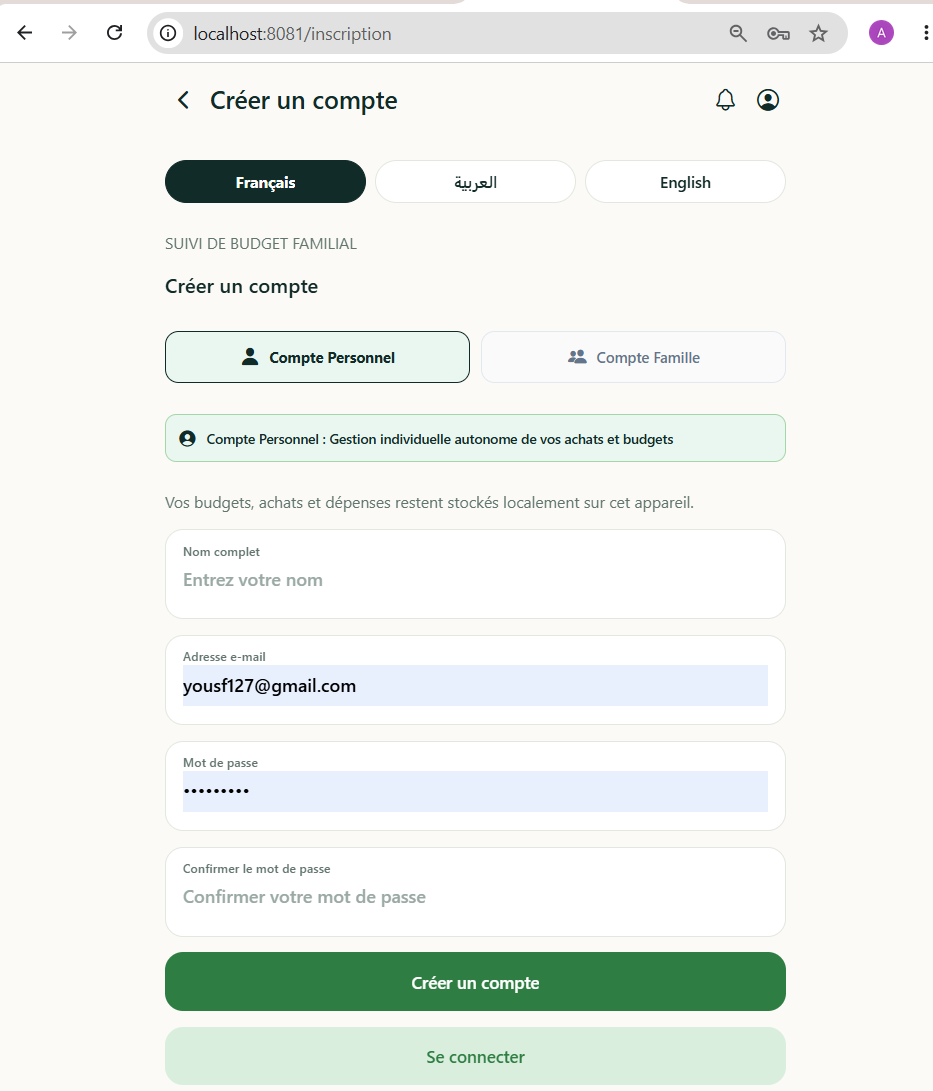 localhost:8081/inscription
A
Créer un compte
Français
العربية
English
SUIVI DE BUDGET FAMILIAL
Créer un compte
Compte Personnel
Compte Famille
Compte Personnel : Gestion individuelle autonome de vos achats et budgets
Vos budgets, achats et dépenses restent stockés localement sur cet appareil.
Nom complet
Entrez votre nom
Adresse e-mail
yousf127@gmail.com
Mot de passe
•••••••••
Confirmer le mot de passe
Confirmer votre mot de passe
Créer un compte
Se connecter